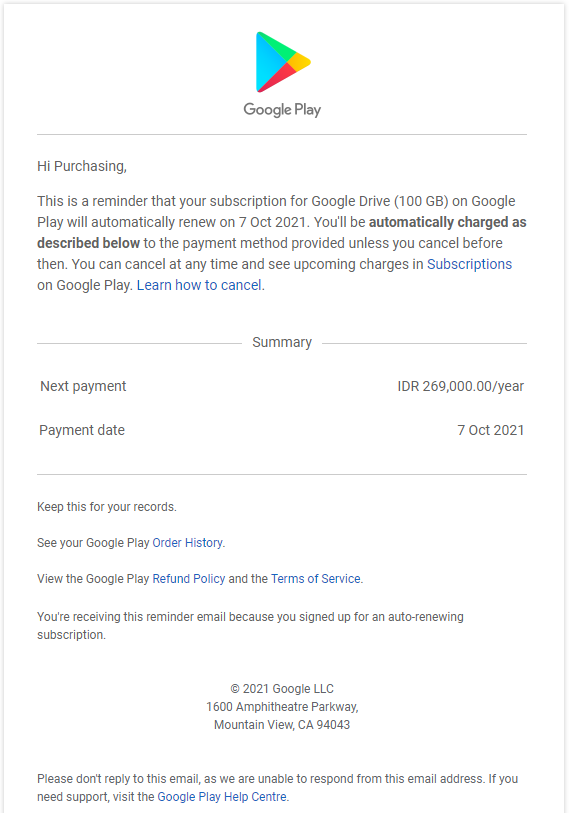 Google Play
Hi Purchasing,
This is a reminder that your subscription for Google Drive (100 GB) on Google
Play will automatically renew on 7 Oct 2021. You'll be automatically charged as
described below to the payment method provided unless you cancel before
then. You can cancel at any time and see upcoming charges in Subscriptions
on Google Play. Learn how to cancel.
Summary
Next payment IDR 269,000.00/year
Payment date 7 Oct 2021
Keep this for your records.
See your Google Play Order History.
View the Google Play Refund Policy and the Terms of Service.
You're receiving this reminder email because you signed up for an auto-renewing
subscription.
© 2021 Google LLC
1600 Amphitheatre Parkway,
Mountain View, CA 94043
Please don't reply to this email, as we are unable to respond from this email address. If you
need support, visit the Google Play Help Centre.